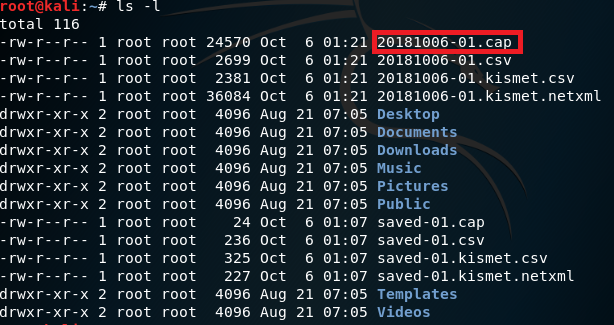 root@kali:~# ls -l
total 116
-rw-r--r-- 1 root root 24570 Oct  6 01:21 20181006-01.cap
-rw-r--r-- 1 root root  2699 Oct  6 01:21 20181006-01.csv
-rw-r--r-- 1 root root  2381 Oct  6 01:21 20181006-01.kismet.csv
-rw-r--r-- 1 root root 36084 Oct  6 01:21 20181006-01.kismet.netxml
drwxr-xr-x 2 root root  4096 Aug 21 07:05 Desktop
drwxr-xr-x 2 root root  4096 Aug 21 07:05 Documents
drwxr-xr-x 2 root root  4096 Aug 21 07:05 Downloads
drwxr-xr-x 2 root root  4096 Aug 21 07:05 Music
drwxr-xr-x 2 root root  4096 Aug 21 07:05 Pictures
drwxr-xr-x 2 root root  4096 Aug 21 07:05 Public
-rw-r--r-- 1 root root    24 Oct  6 01:07 saved-01.cap
-rw-r--r-- 1 root root   236 Oct  6 01:07 saved-01.csv
-rw-r--r-- 1 root root   325 Oct  6 01:07 saved-01.kismet.csv
-rw-r--r-- 1 root root   227 Oct  6 01:07 saved-01.kismet.netxml
drwxr-xr-x 2 root root  4096 Aug 21 07:05 Templates
drwxr-xr-x 2 root root  4096 Aug 21 07:05 Videos